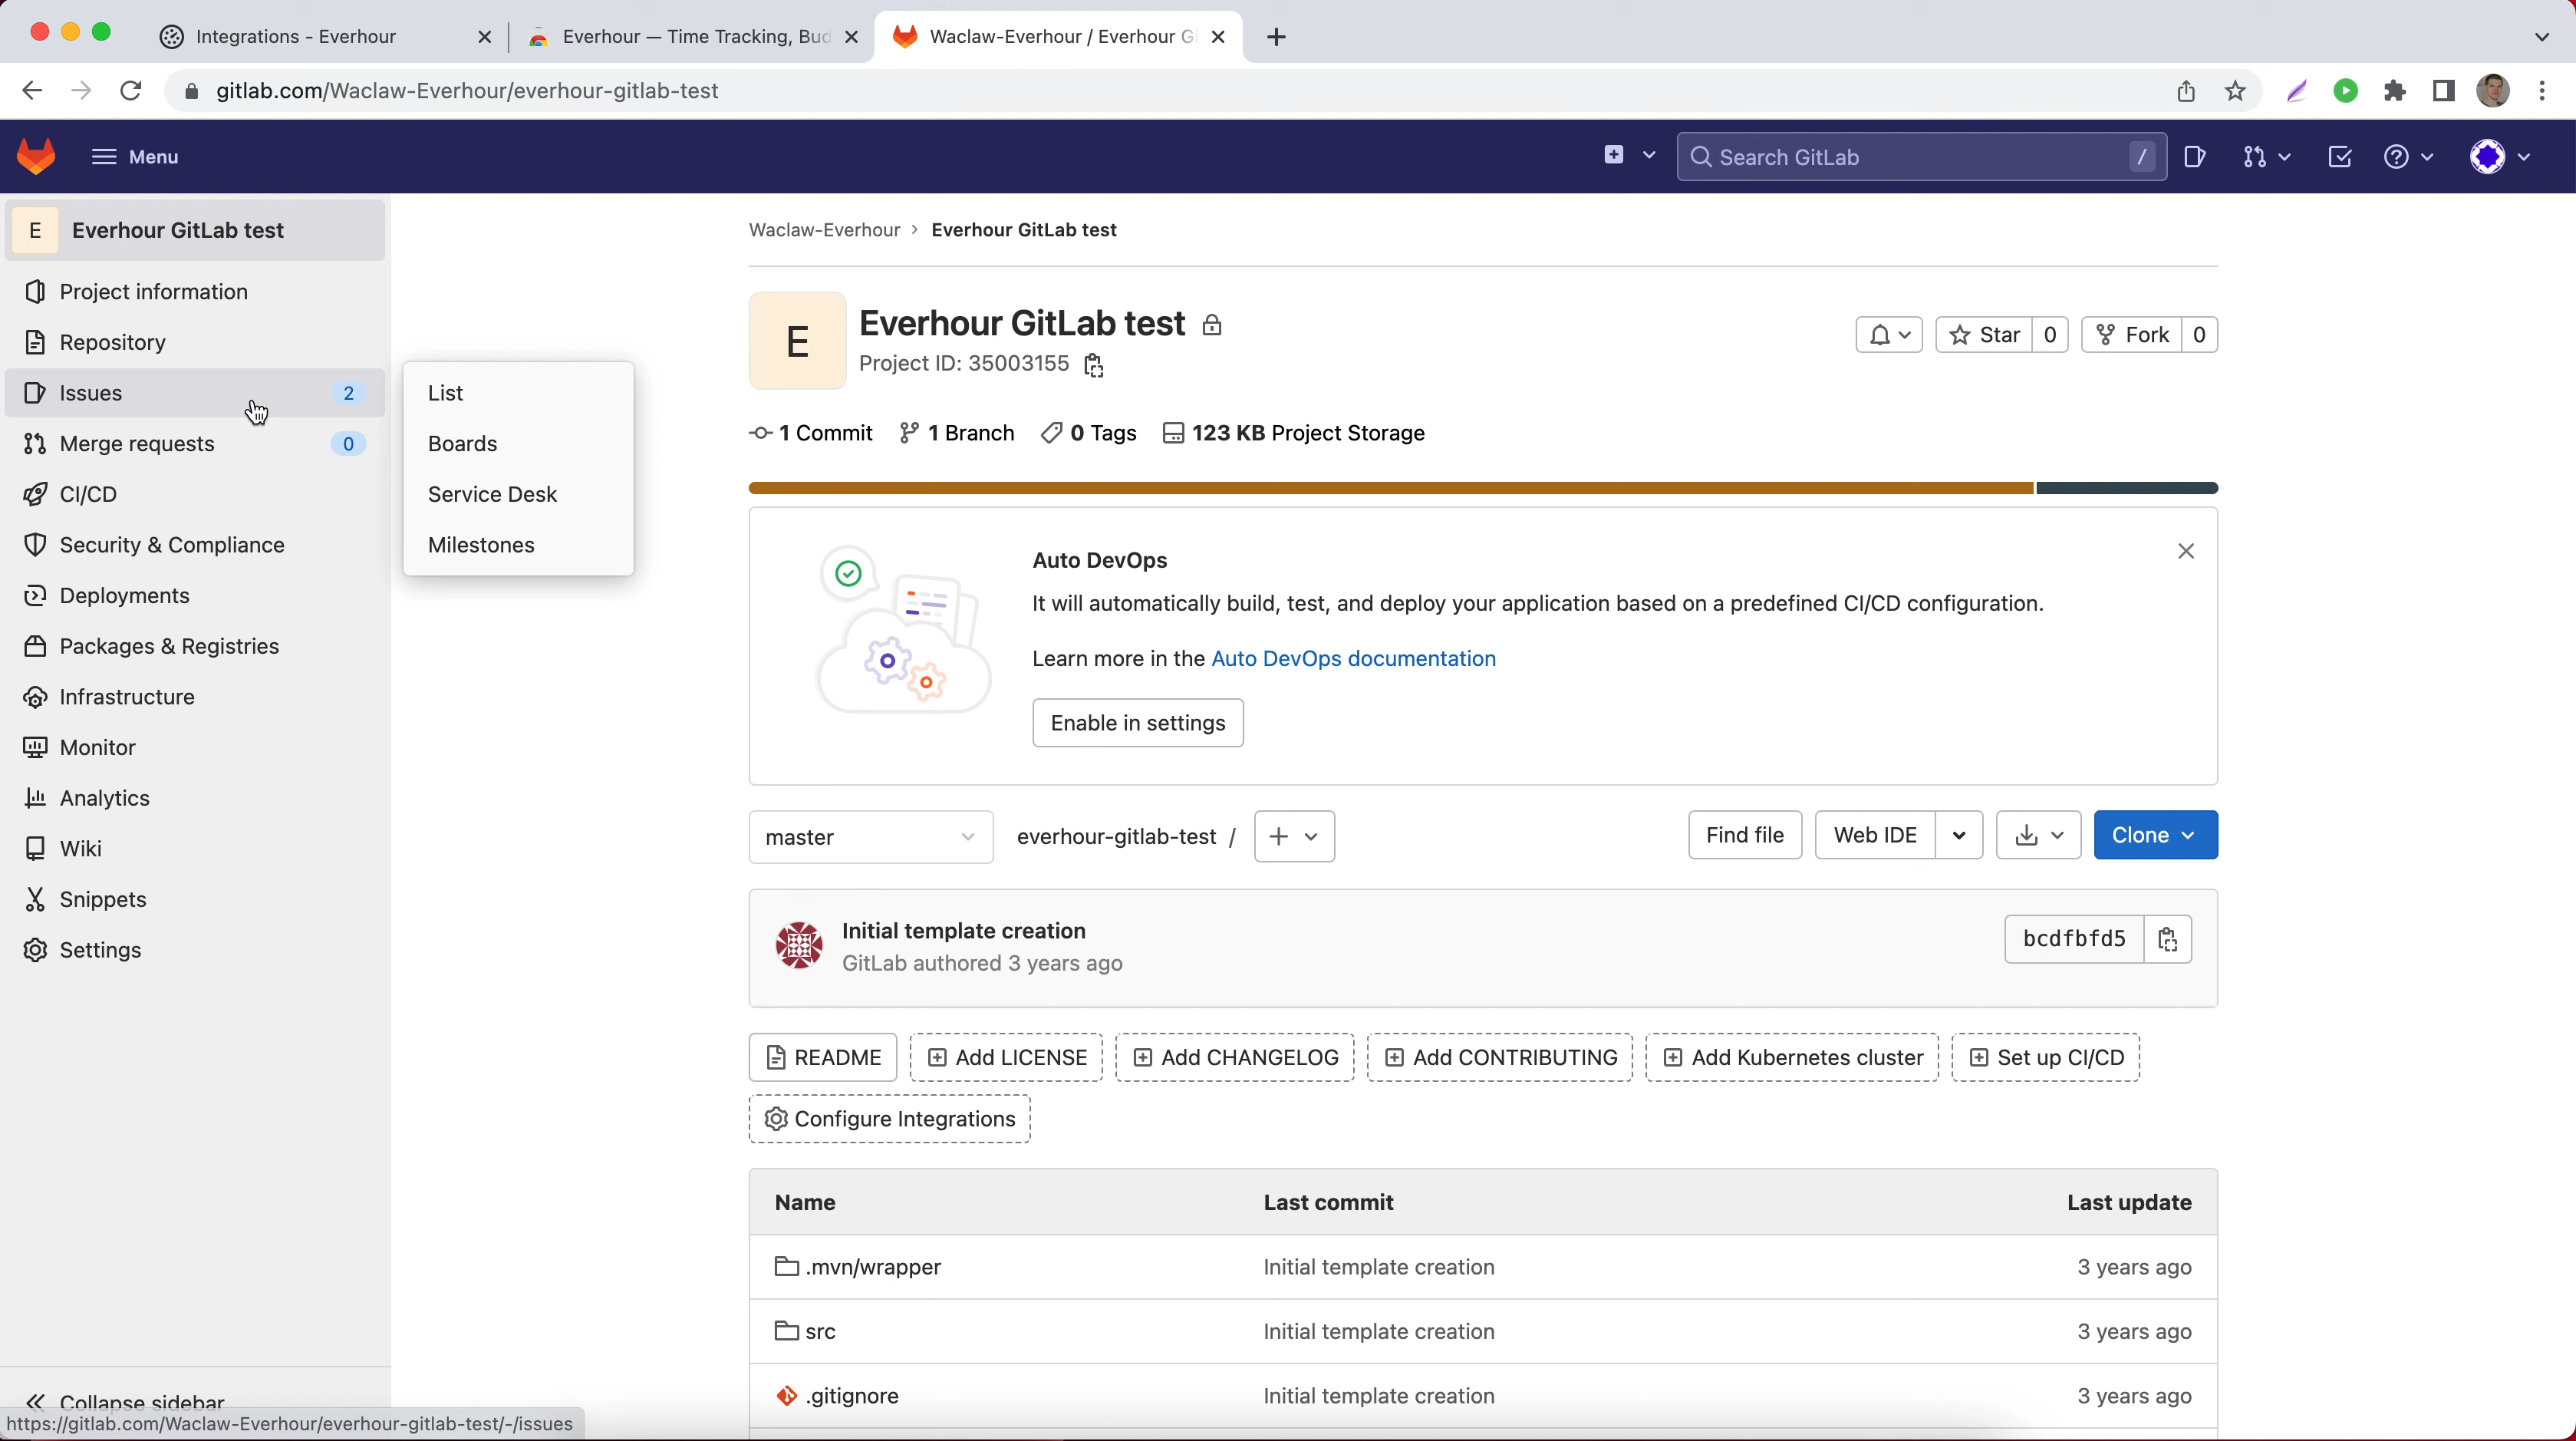 Integrations - Everhour
Everhour — Time Tracking, Bud
Waclaw-Everhour / Everhour Gi
gitlab.com/Waclaw-Everhour/everhour-gitlab-test
Menu
Search GitLab
/
E
Everhour GitLab test
Project information
Repository
Issues 2
Merge requests 0
CI/CD
Security & Compliance
Deployments
Packages & Registries
Infrastructure
Monitor
Analytics
Wiki
Snippets
Settings
Collapse sidebar
https://gitlab.com/Waclaw-Everhour/everhour-gitlab-test/-/issues
List
Boards
Service Desk
Milestones
Waclaw-Everhour › Everhour GitLab test
E
Everhour GitLab test
Project ID: 35003155
Star 0
Fork 0
1 Commit 1 Branch 0 Tags 123 KB Project Storage
Auto DevOps
It will automatically build, test, and deploy your application based on a predefined CI/CD configuration.
Learn more in the Auto DevOps documentation
Enable in settings
master
everhour-gitlab-test /
Find file
Web IDE
Clone
Initial template creation
GitLab authored 3 years ago
bcdfbfd5
README
Add LICENSE
Add CHANGELOG
Add CONTRIBUTING
Add Kubernetes cluster
Set up CI/CD
Configure Integrations
Name Last commit Last update
.mvn/wrapper Initial template creation 3 years ago
src Initial template creation 3 years ago
.gitignore Initial template creation 3 years ago